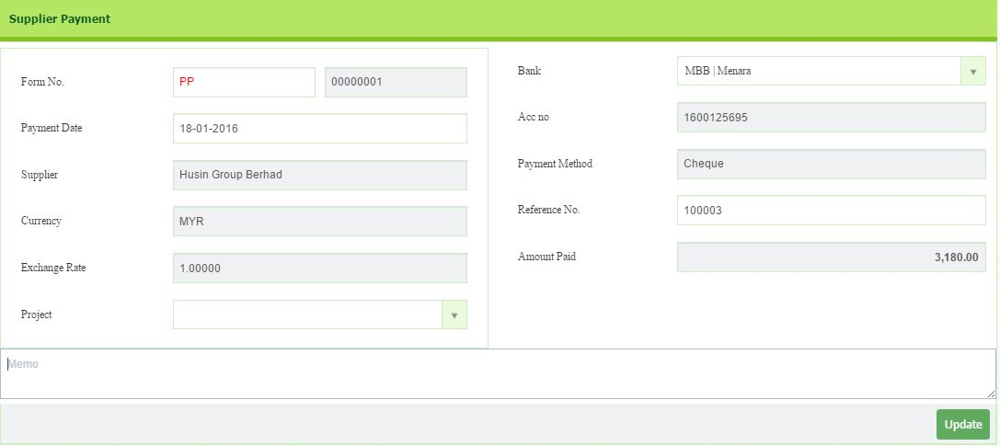 Supplier Payment
Form No. PP 00000001
Payment Date 18-01-2016
Supplier Husin Group Berhad
Currency MYR
Exchange Rate 1.00000
Project
Bank MBB | Menara
Acc no 1600125695
Payment Method Cheque
Reference No. 100003
Amount Paid 3,180.00
Memo
Update